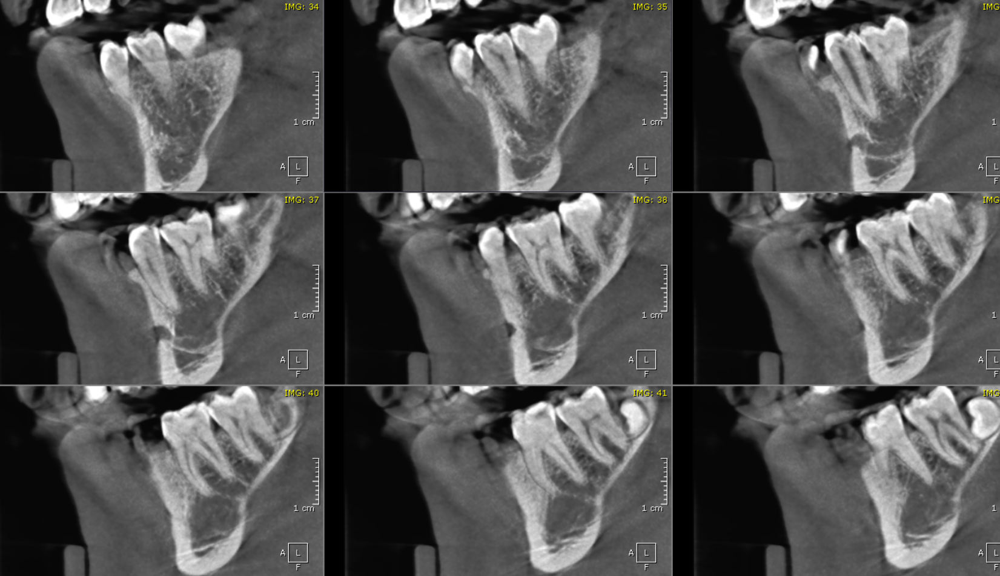 IMG: 34
1 cm
A L
F
IMG: 35
1 cm
A L
F
IMG
1
A L
F
IMG: 37
1 cm
A L
F
IMG: 38
1 cm
A L
F
IMG
1
A L
F
IMG: 40
1 cm
A L
F
IMG: 41
1 cm
A L
F
IMG
1
A L
F